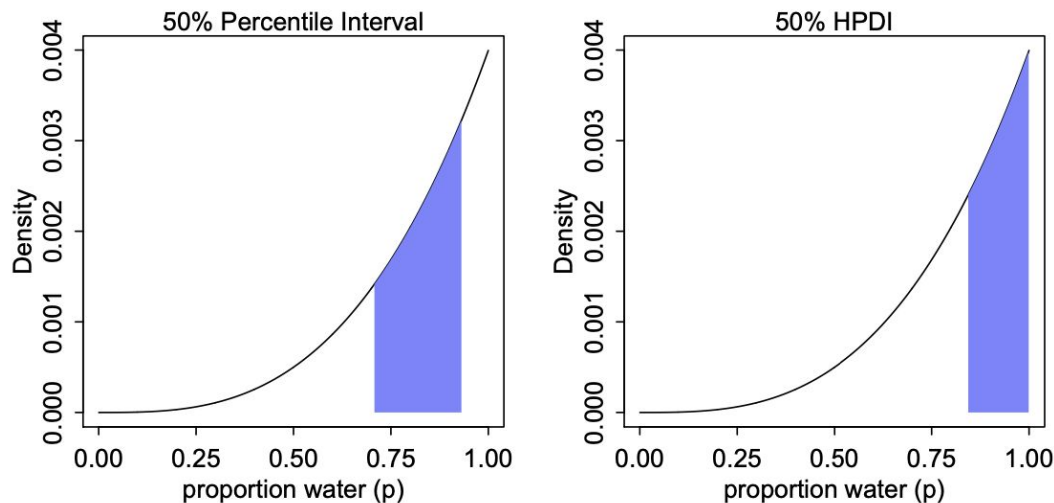 50% Percentile Interval
Density
0.000 0.001 0.002 0.003 0.004
0.00 0.25 0.50 0.75 1.00
proportion water (p)
50% HPDI
Density
0.000 0.001 0.002 0.003 0.004
0.00 0.25 0.50 0.75 1.00
proportion water (p)